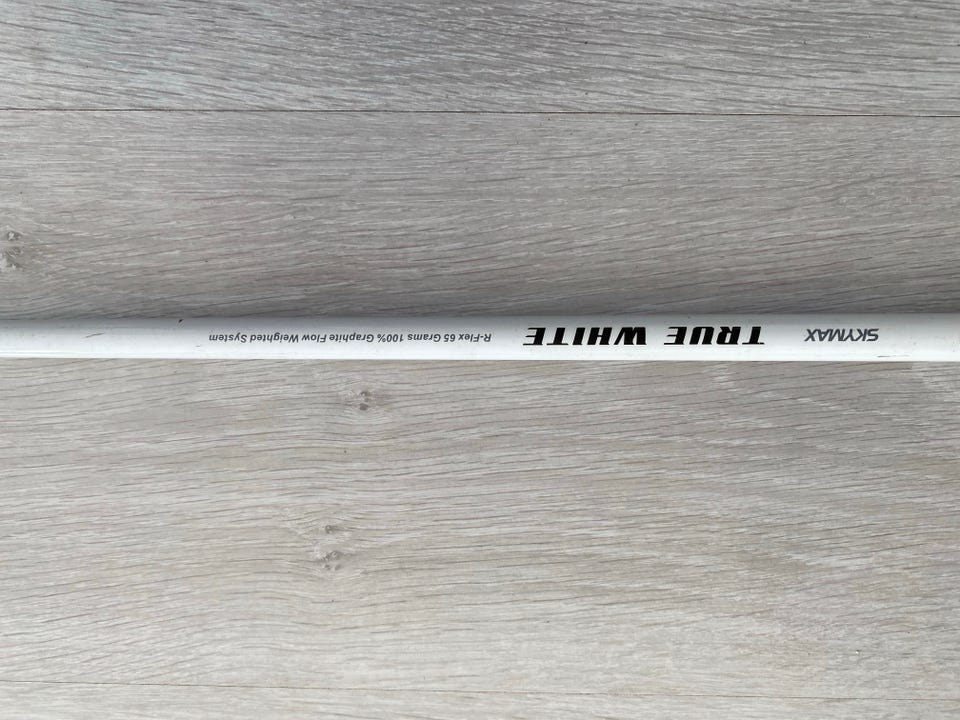 SKYMAX TRUE WHITE R-Flex 65 Grams 100% Graphite Flow Weighted System